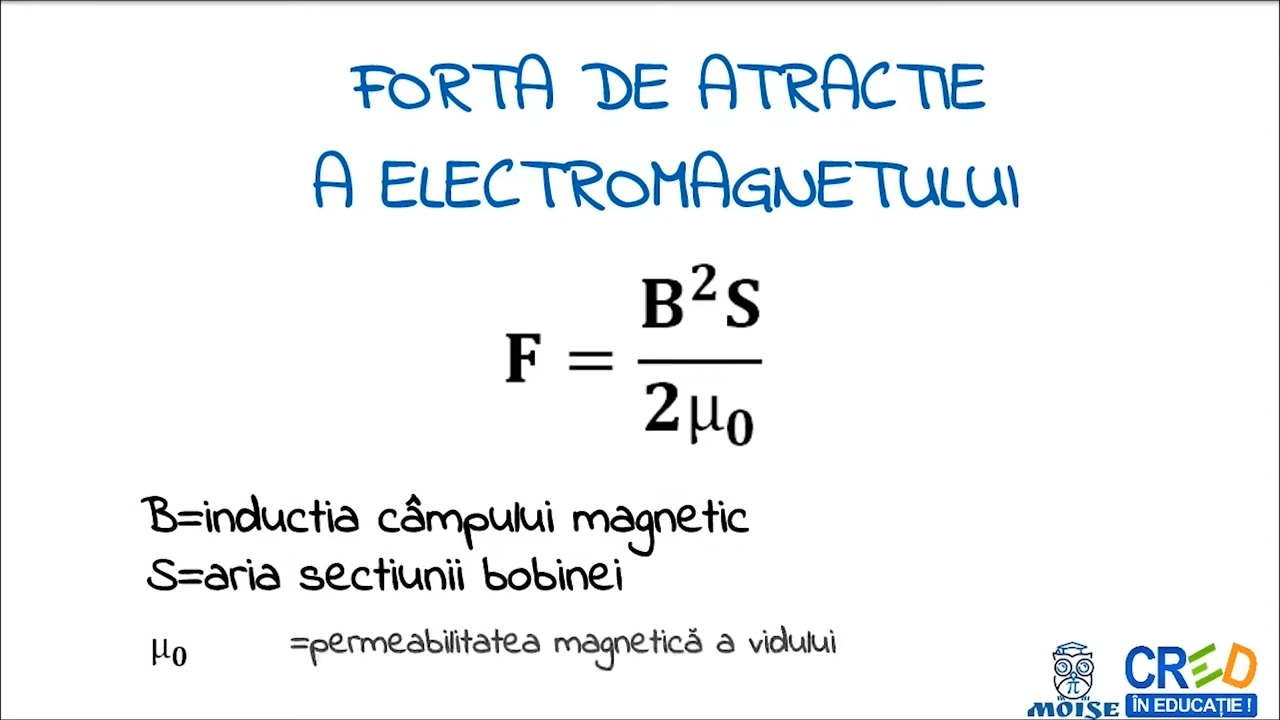 FORTA DE ATRACTIE
A ELECTROMAGNETULUI
F = B²S / 2μ₀
B=inductia câmpului magnetic
S=aria sectiunii bobinei
μ₀ =permeabilitatea magnetică a vidului
π
MOISE
CRED
ÎN EDUCAȚIE!